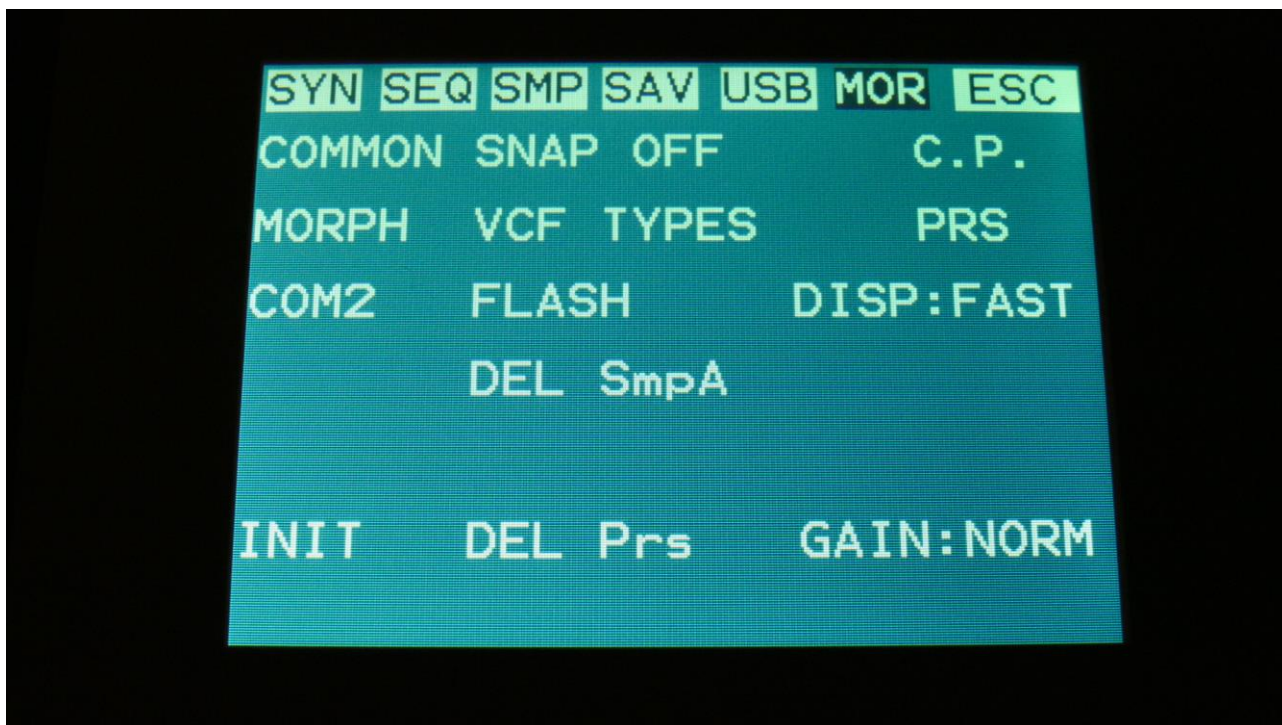 SYN SEQ SMP SAV USB MOR ESC
COMMON SNAP OFF C.P.
MORPH VCF TYPES PRS
COM2 FLASH DISP:FAST
DEL SmpA
INIT DEL Prs GAIN:NORM